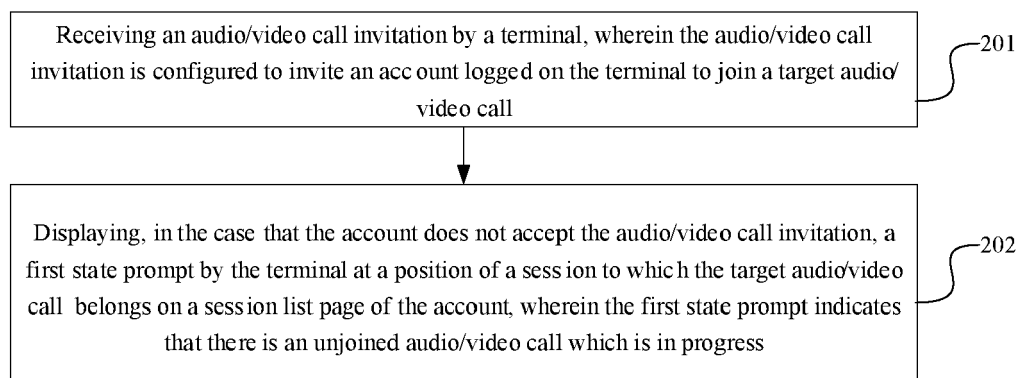 Receiving an audio/video call invitation by a terminal, wherein the audio/video call
invitation is configured to invite an account logged on the terminal to join a target audio/
video call
201
Displaying, in the case that the account does not accept the audio/video call invitation, a
first state prompt by the terminal at a position of a session to which the target audio/video
call belongs on a session list page of the account, wherein the first state prompt indicates
that there is an unjoined audio/video call which is in progress
202